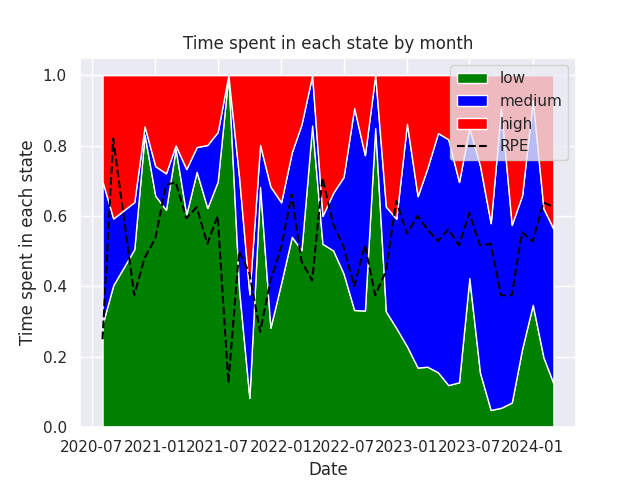 Time spent in each state by month
low
medium
high
RPE
Time spent in each state
1.0
0.8
0.6
0.4
0.2
0.0
2020-07 2021-01 2021-07 2022-01 2022-07 2023-01 2023-07 2024-01
Date